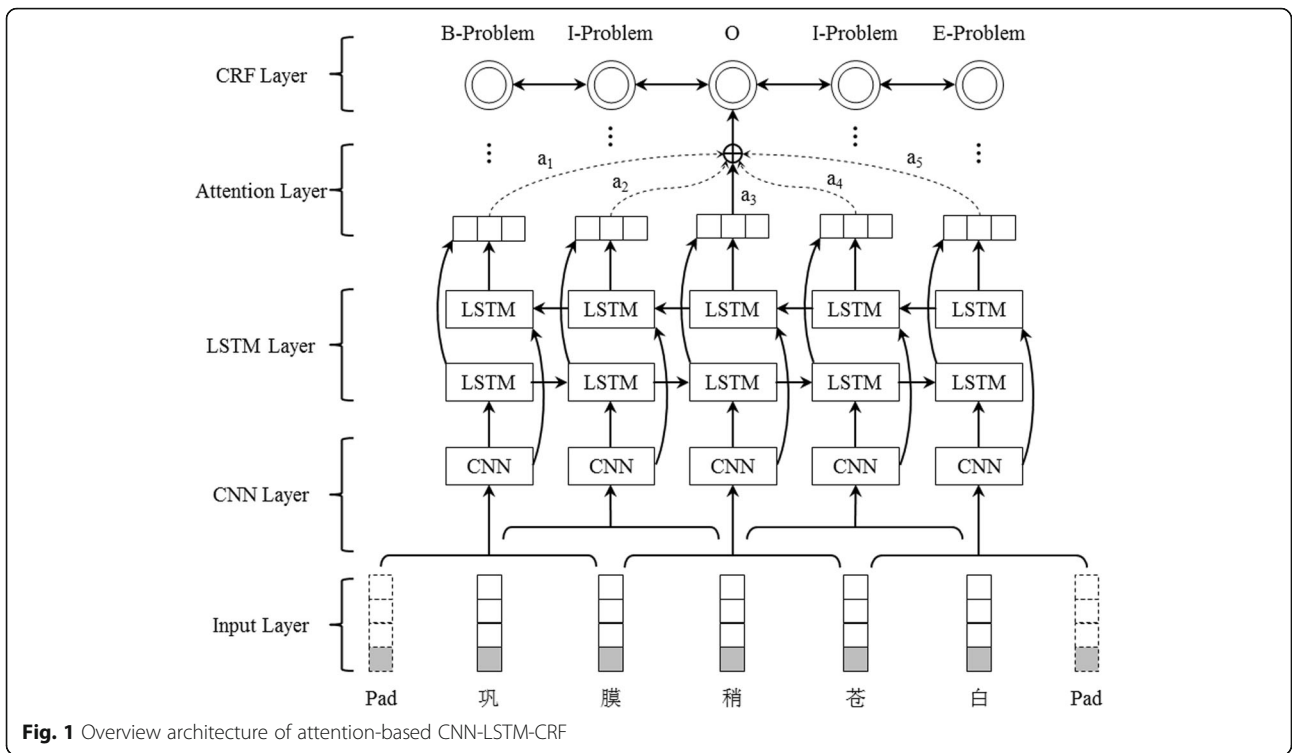 B-Problem I-Problem O I-Problem E-Problem
CRF Layer
Attention Layer
a1 a2 a3 a4 a5
LSTM LSTM LSTM LSTM LSTM
LSTM Layer
LSTM LSTM LSTM LSTM LSTM
CNN CNN CNN CNN CNN
CNN Layer
Input Layer
Pad 巩 膜 稍 苍 白 Pad
Fig. 1 Overview architecture of attention-based CNN-LSTM-CRF